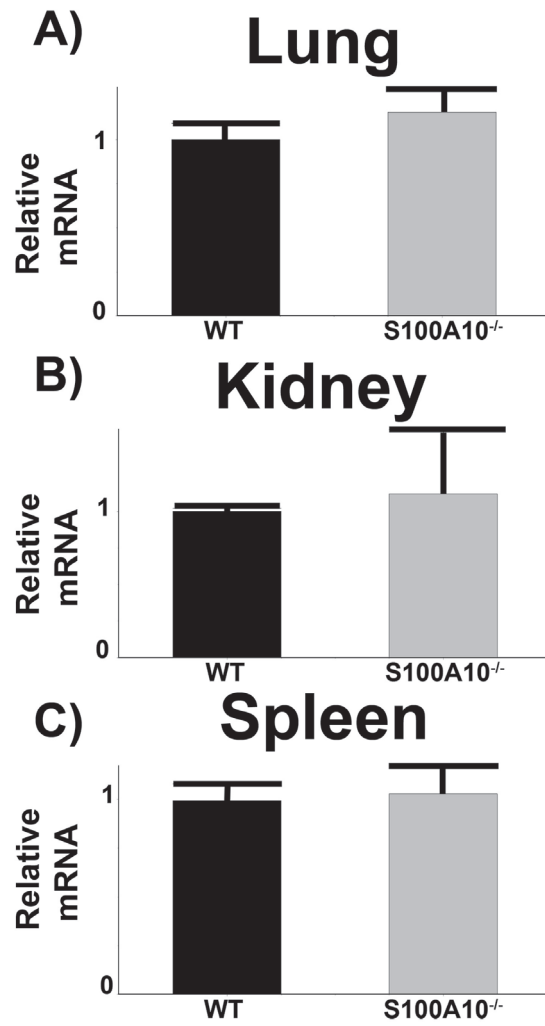 A)
Lung
Relative
mRNA
1
0
WT
S100A10-/-
B)
Kidney
Relative
mRNA
1
0
WT
S100A10-/-
C)
Spleen
Relative
mRNA
1
0
WT
S100A10-/-